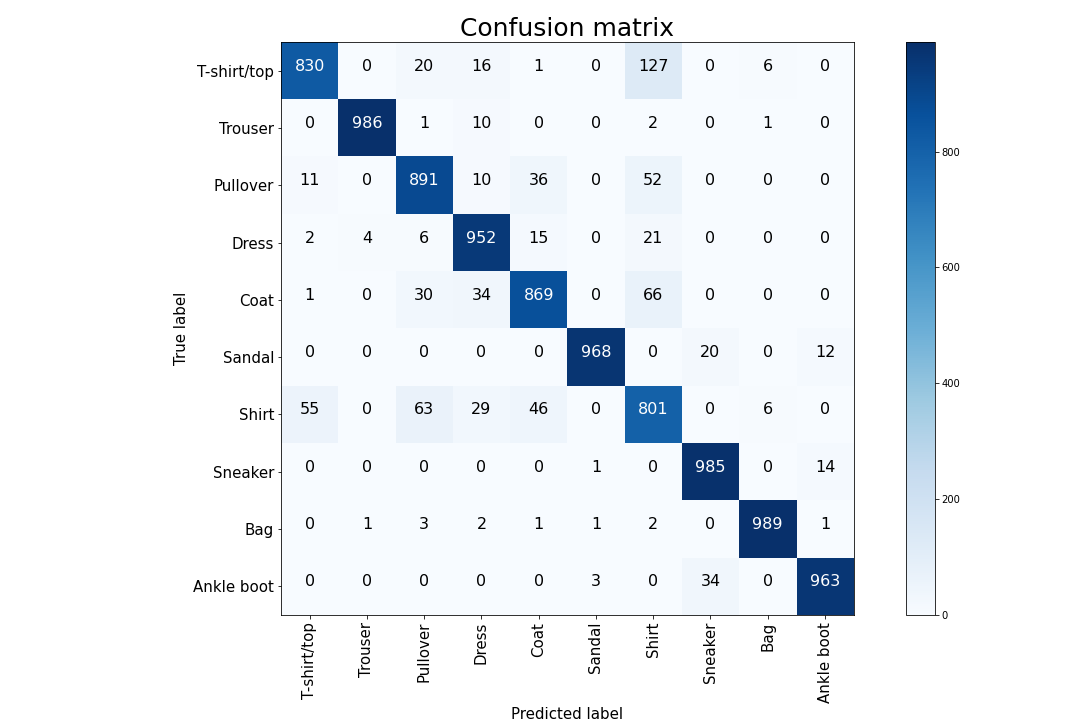 Confusion matrix
T-shirt/top 830 0 20 16 1 0 127 0 6 0
Trouser 0 986 1 10 0 0 2 0 1 0
Pullover 11 0 891 10 36 0 52 0 0 0
Dress 2 4 6 952 15 0 21 0 0 0
Coat 1 0 30 34 869 0 66 0 0 0
Sandal 0 0 0 0 0 968 0 20 0 12
Shirt 55 0 63 29 46 0 801 0 6 0
Sneaker 0 0 0 0 0 1 0 985 0 14
Bag 0 1 3 2 1 1 2 0 989 1
Ankle boot 0 0 0 0 0 3 0 34 0 963
True label
T-shirt/top Trouser Pullover Dress Coat Sandal Shirt Sneaker Bag Ankle boot
Predicted label
800
600
400
200
0